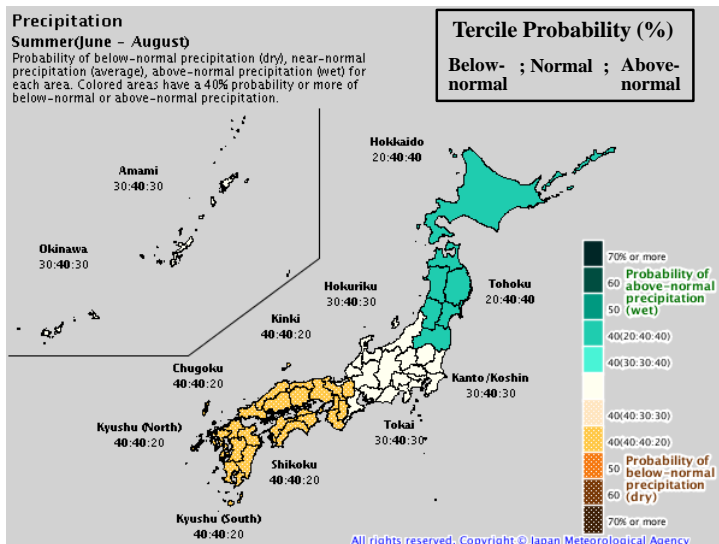 Precipitation
Summer(June - August)
Probability of below-normal precipitation (dry), near-normal
precipitation (average), above-normal precipitation (wet) for
each area. Colored areas have a 40% probability or more of
below-normal or above-normal precipitation.
Tercile Probability (%)
Below-normal ; Normal ; Above-normal
Hokkaido
20:40:40
Amami
30:40:30
Okinawa
30:40:30
Hokuriku
30:40:30
Tohoku
20:40:40
Kinki
40:40:20
Chugoku
40:40:20
Kanto/Koshin
30:40:30
Kyushu (North)
40:40:20
Tokai
30:40:30
Shikoku
40:40:20
Kyushu (South)
40:40:20
70% or more
60
50
Probability of
above-normal
precipitation
(wet)
40(20:40:40)
40(30:30:40)
40(40:30:30)
40(40:40:20)
50
60
Probability of
below-normal
precipitation
(dry)
70% or more
All rights reserved. Copyright © Japan Meteorological Agency